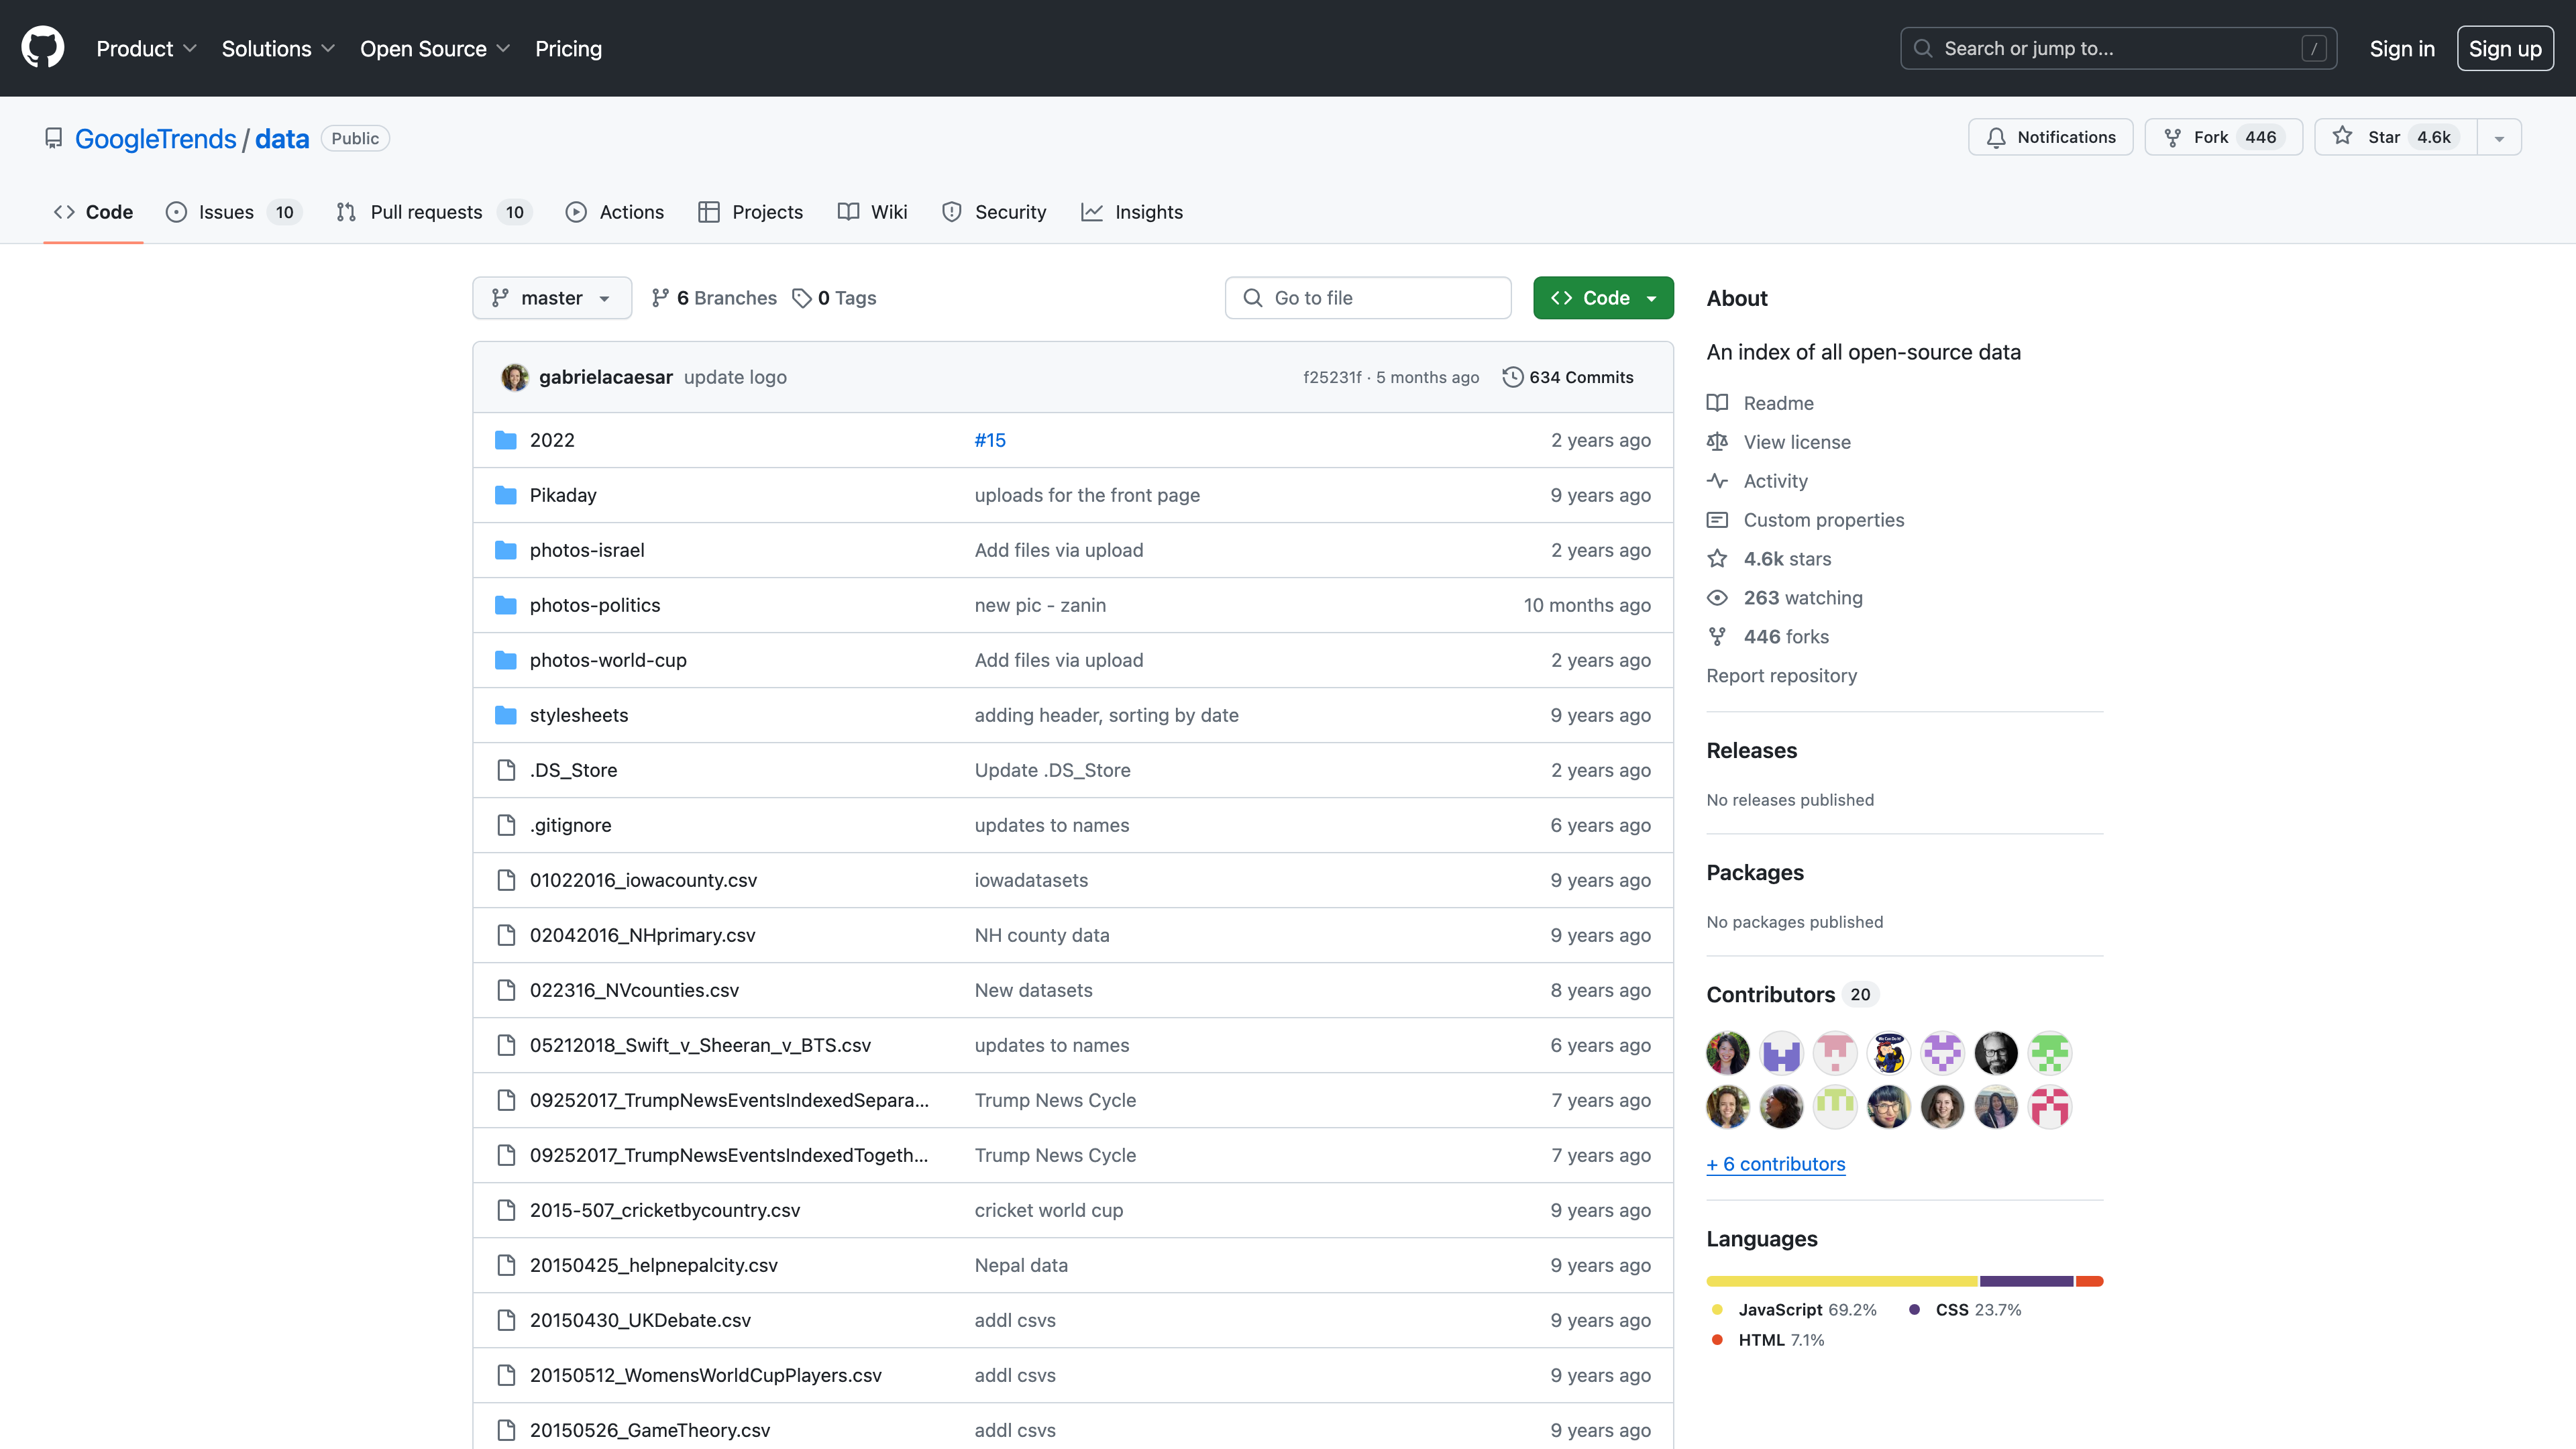 Product Solutions Open Source Pricing Search or jump to... / Sign in Sign up
GoogleTrends / data Public Notifications Fork 446 Star 4.6k
Code Issues 10 Pull requests 10 Actions Projects Wiki Security Insights
master 6 Branches 0 Tags Go to file Code
gabrielacaesar update logo f25231f · 5 months ago 634 Commits
2022 #15 2 years ago
Pikaday uploads for the front page 9 years ago
photos-israel Add files via upload 2 years ago
photos-politics new pic - zanin 10 months ago
photos-world-cup Add files via upload 2 years ago
stylesheets adding header, sorting by date 9 years ago
.DS_Store Update .DS_Store 2 years ago
.gitignore updates to names 6 years ago
01022016_iowacounty.csv iowadatasets 9 years ago
02042016_NHprimary.csv NH county data 9 years ago
022316_NVcounties.csv New datasets 8 years ago
05212018_Swift_v_Sheeran_v_BTS.csv updates to names 6 years ago
09252017_TrumpNewsEventsIndexedSepara... Trump News Cycle 7 years ago
09252017_TrumpNewsEventsIndexedTogeth... Trump News Cycle 7 years ago
2015-507_cricketbycountry.csv cricket world cup 9 years ago
20150425_helpnepalcity.csv Nepal data 9 years ago
20150430_UKDebate.csv addl csvs 9 years ago
20150512_WomensWorldCupPlayers.csv addl csvs 9 years ago
20150526_GameTheory.csv addl csvs 9 years ago
About
An index of all open-source data
Readme
View license
Activity
Custom properties
4.6k stars
263 watching
446 forks
Report repository
Releases
No releases published
Packages
No packages published
Contributors 20
+ 6 contributors
Languages
JavaScript 69.2% CSS 23.7%
HTML 7.1%